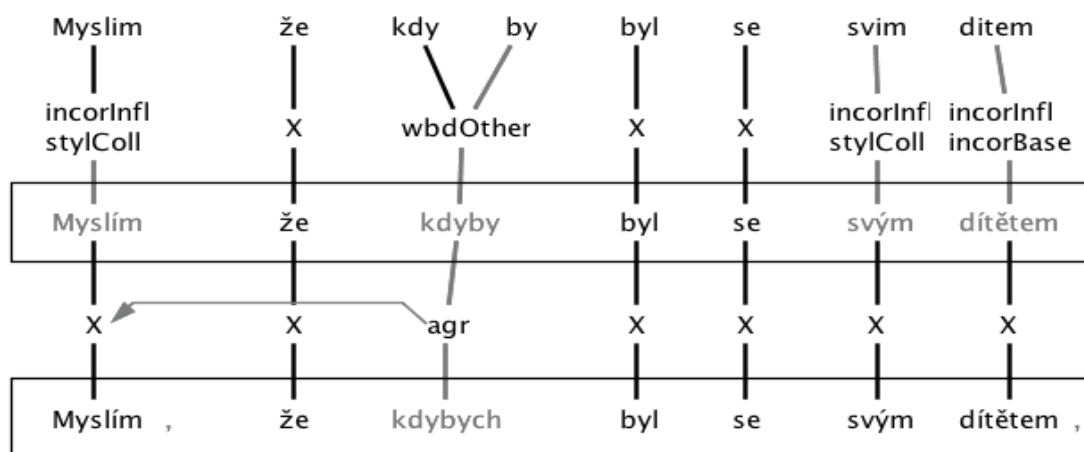 Myslim že kdy by byl se svim ditem
incorInfl incorInfl incorInfl
stylColl X wbdOther X X stylColl incorBase
Myslím že kdyby byl se svým dítětem
X X agr X X X X
Myslím , že kdybych byl se svým dítětem ,